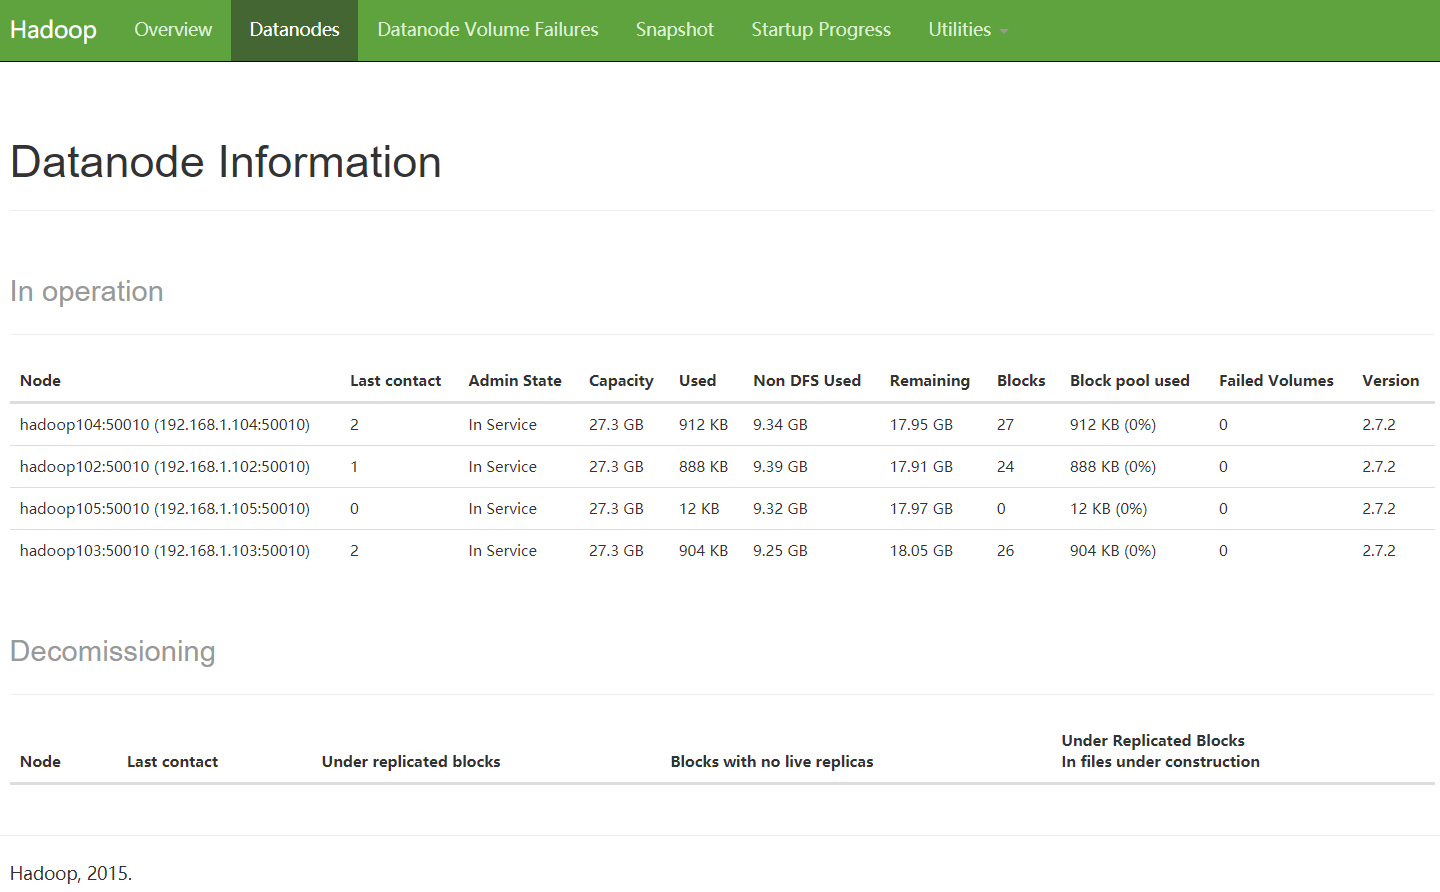 Hadoop Overview Datanodes Datanode Volume Failures Snapshot Startup Progress Utilities
Datanode Information
In operation
Node Last contact Admin State Capacity Used Non DFS Used Remaining Blocks Block pool used Failed Volumes Version
hadoop104:50010 (192.168.1.104:50010) 2 In Service 27.3 GB 912 KB 9.34 GB 17.95 GB 27 912 KB (0%) 0 2.7.2
hadoop102:50010 (192.168.1.102:50010) 1 In Service 27.3 GB 888 KB 9.39 GB 17.91 GB 24 888 KB (0%) 0 2.7.2
hadoop105:50010 (192.168.1.105:50010) 0 In Service 27.3 GB 12 KB 9.32 GB 17.97 GB 0 12 KB (0%) 0 2.7.2
hadoop103:50010 (192.168.1.103:50010) 2 In Service 27.3 GB 904 KB 9.25 GB 18.05 GB 26 904 KB (0%) 0 2.7.2
Decomissioning
Under Replicated Blocks
Node Last contact Under replicated blocks Blocks with no live replicas In files under construction
Hadoop, 2015.